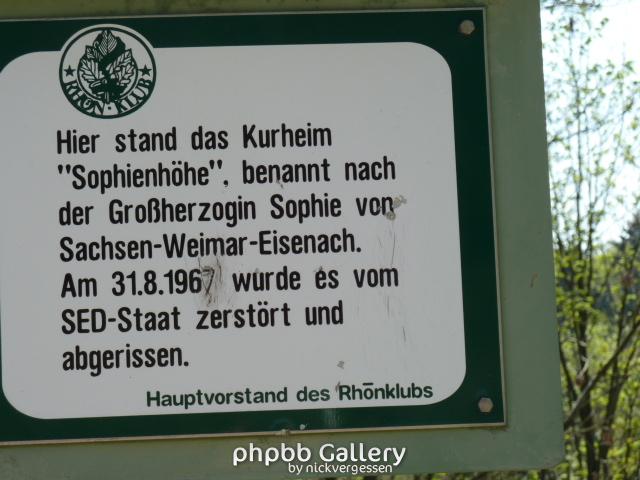 RHÖN-KLUB
Hier stand das Kurheim
"Sophienhöhe", benannt nach
der Großherzogin Sophie von
Sachsen-Weimar-Eisenach.
Am 31.8.1967 wurde es vom
SED-Staat zerstört und
abgerissen.
Hauptvorstand des Rhönklubs
phpbb Gallery
by nickvergessen